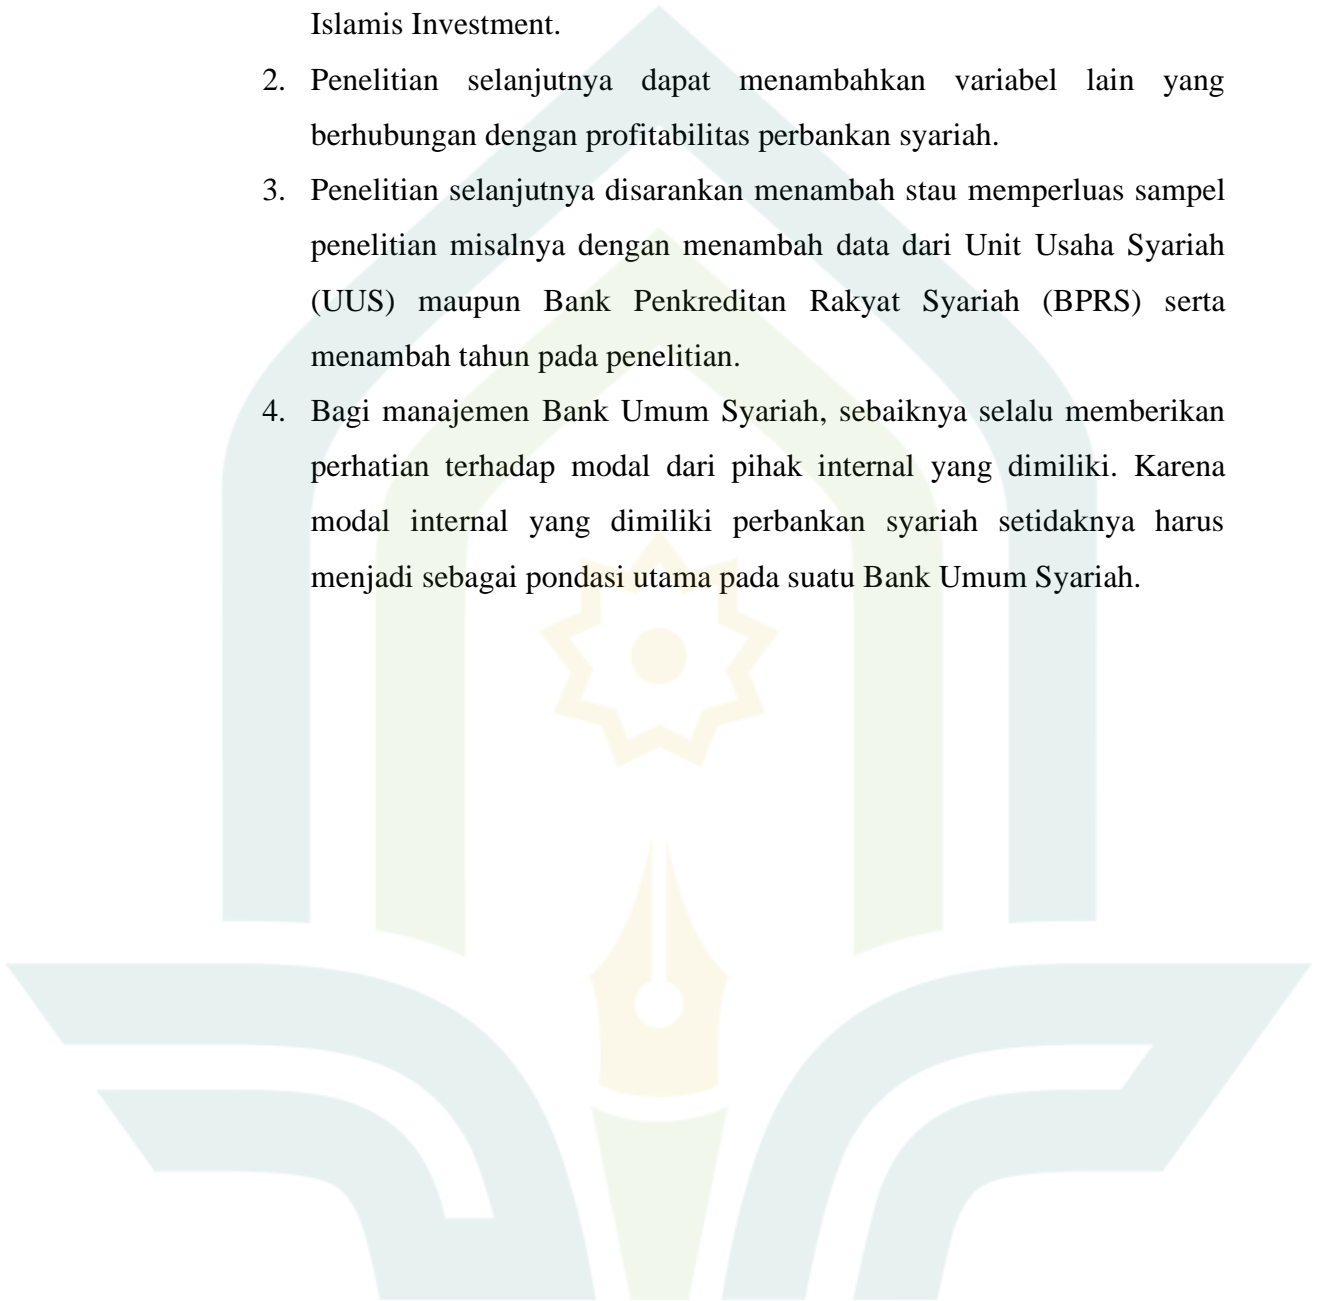 Islamis Investment.
2. Penelitian selanjutnya dapat menambahkan variabel lain yang
berhubungan dengan profitabilitas perbankan syariah.
3. Penelitian selanjutnya disarankan menambah stau memperluas sampel
penelitian misalnya dengan menambah data dari Unit Usaha Syariah
(UUS) maupun Bank Penkreditan Rakyat Syariah (BPRS) serta
menambah tahun pada penelitian.
4. Bagi manajemen Bank Umum Syariah, sebaiknya selalu memberikan
perhatian terhadap modal dari pihak internal yang dimiliki. Karena
modal internal yang dimiliki perbankan syariah setidaknya harus
menjadi sebagai pondasi utama pada suatu Bank Umum Syariah.